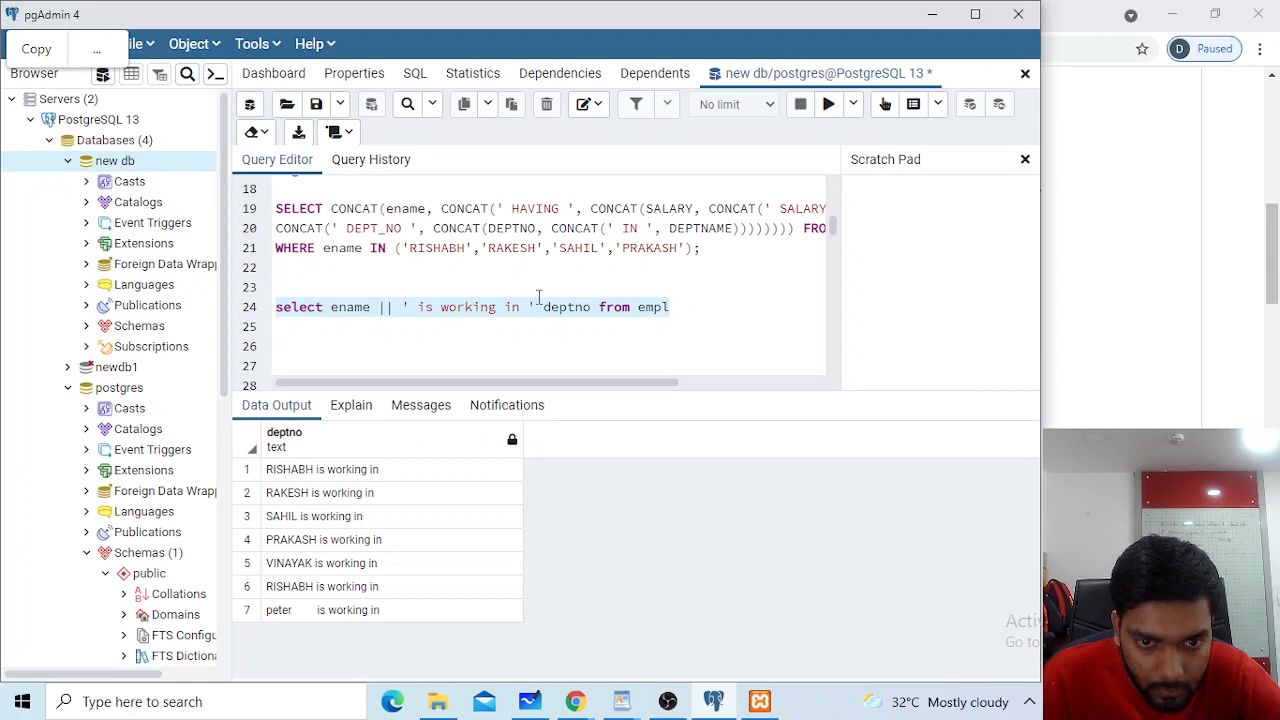 pgAdmin 4
Copy
...
ile
Object
Tools
Help
Browser
Dashboard
Properties
SQL
Statistics
Dependencies
Dependents
new db/postgres@PostgreSQL 13 *
Paused
D
No limit
Query Editor
Query History
Scratch Pad
Servers (2)
PostgreSQL 13
Databases (4)
new db
Casts
Catalogs
Event Triggers
Extensions
Foreign Data Wrap
Languages
Publications
Schemas
Subscriptions
newdb1
postgres
Casts
Catalogs
Event Triggers
Extensions
Foreign Data Wrap
Languages
Publications
Schemas (1)
public
Collations
Domains
FTS Configu
FTS Dictiona
18
19 SELECT CONCAT(ename, CONCAT(' HAVING ', CONCAT(SALARY, CONCAT(' SALARY
20 CONCAT(' DEPT_NO ', CONCAT(DEPTNO, CONCAT(' IN ', DEPTNAME)))))))) FRO
21 WHERE ename IN ('RISHABH','RAKESH','SAHIL','PRAKASH');
22
23
24 select ename || ' is working in ' deptno from empl
25
26
27
28
Data Output
Explain
Messages
Notifications
deptno
text
1 RISHABH is working in
2 RAKESH is working in
3 SAHIL is working in
4 PRAKASH is working in
5 VINAYAK is working in
6 RISHABH is working in
7 peter is working in
Activ
Go to
Type here to search
32°C Mostly cloudy